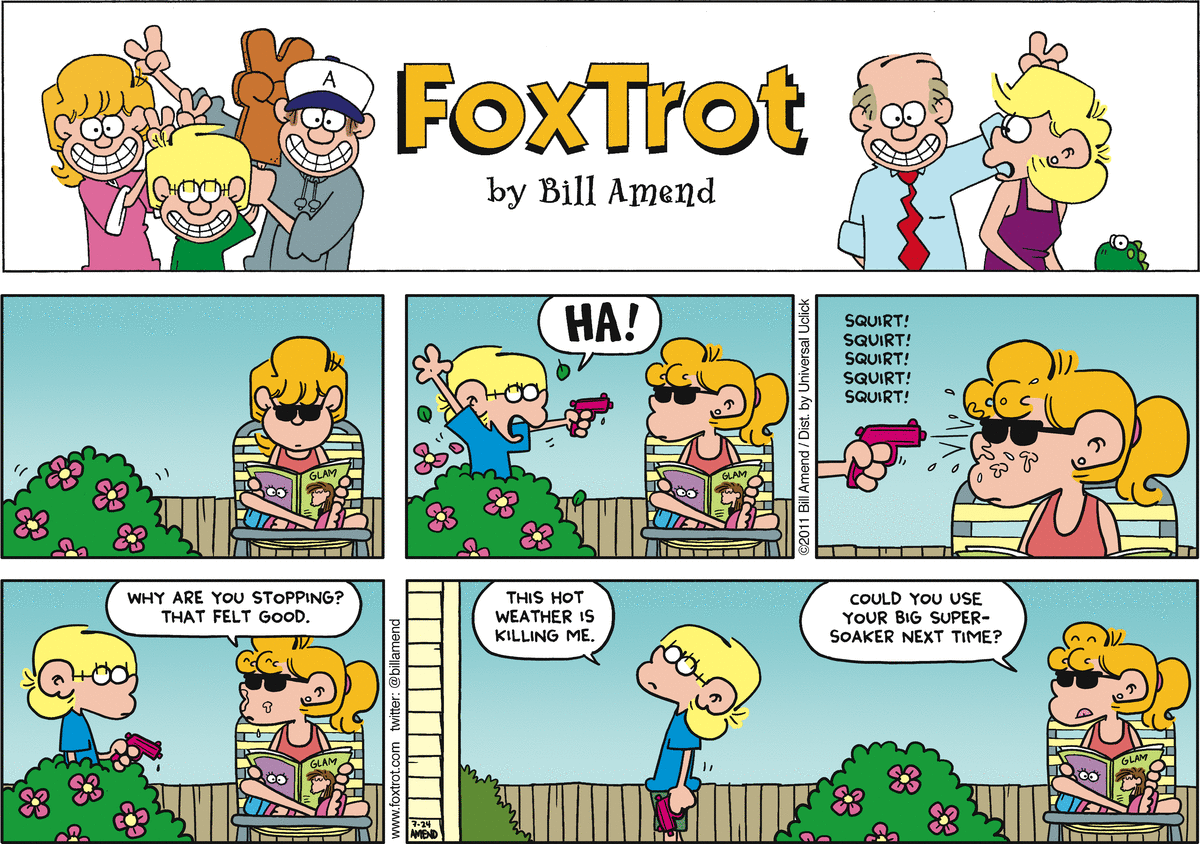 A
FoxTrot
by Bill Amend
GLAM
HA!
GLAM
©2011 Bill Amend / Dist. by Universal Uclick
SQUIRT!
SQUIRT!
SQUIRT!
SQUIRT!
SQUIRT!
WHY ARE YOU STOPPING?
THAT FELT GOOD.
GLAM
www.foxtrot.com twitter: @billamend
7-24
AMEND
THIS HOT
WEATHER IS
KILLING ME.
COULD YOU USE
YOUR BIG SUPER-
SOAKER NEXT TIME?
GLAM